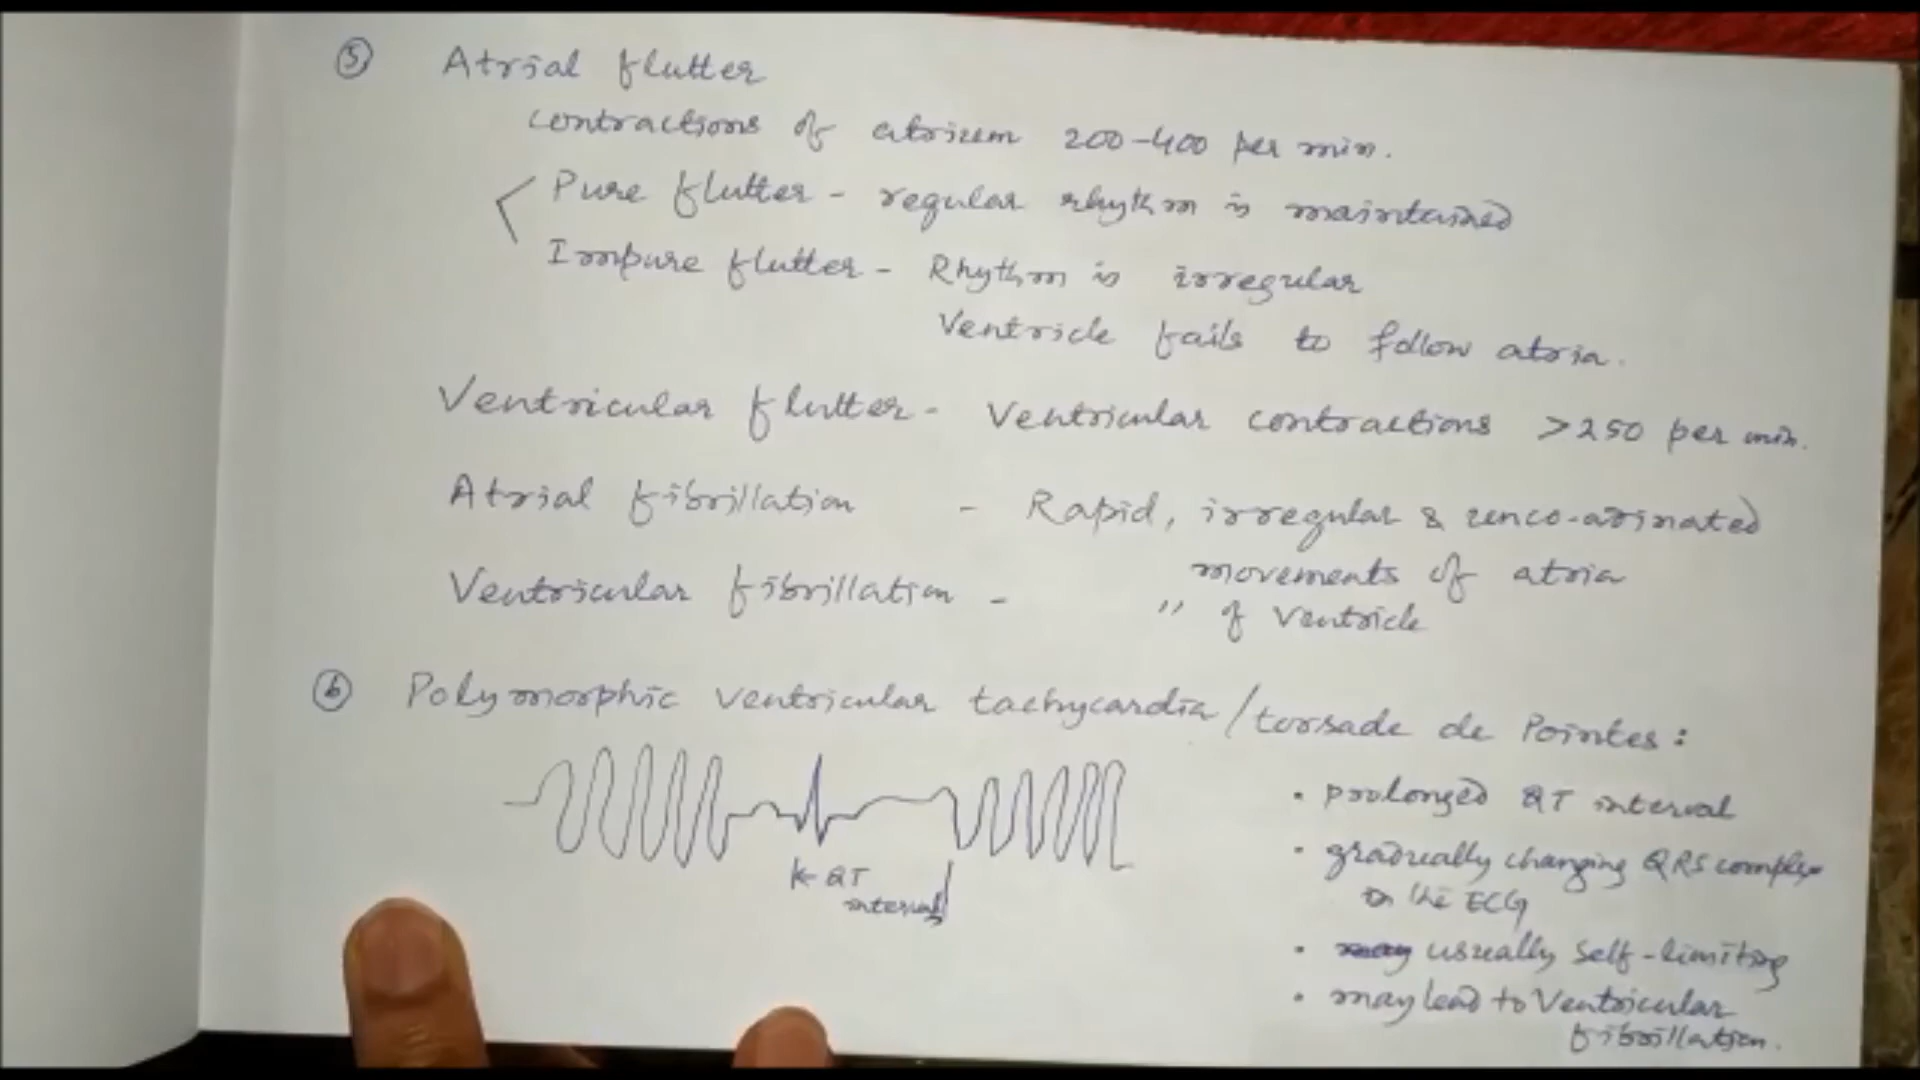 ⑤ Atrial flutter
contractions of atrium 200-400 per min.
Pure flutter - regular rhythm is maintained
Impure flutter - Rhythm is irregular
Ventricle fails to follow atria.
Ventricular flutter - Ventricular contractions >250 per min.
Atrial fibrillation - Rapid, irregular & unco-ordinated
movements of atria
Ventricular fibrillation - " of Ventricle
⑥ Polymorphic ventricular tachycardia/torsade de Pointes:
• prolonged QT interval
• gradually changing QRS complex
in the ECG
QT
interval
• may usually self-limiting
• may lead to Ventricular
fibrillation.